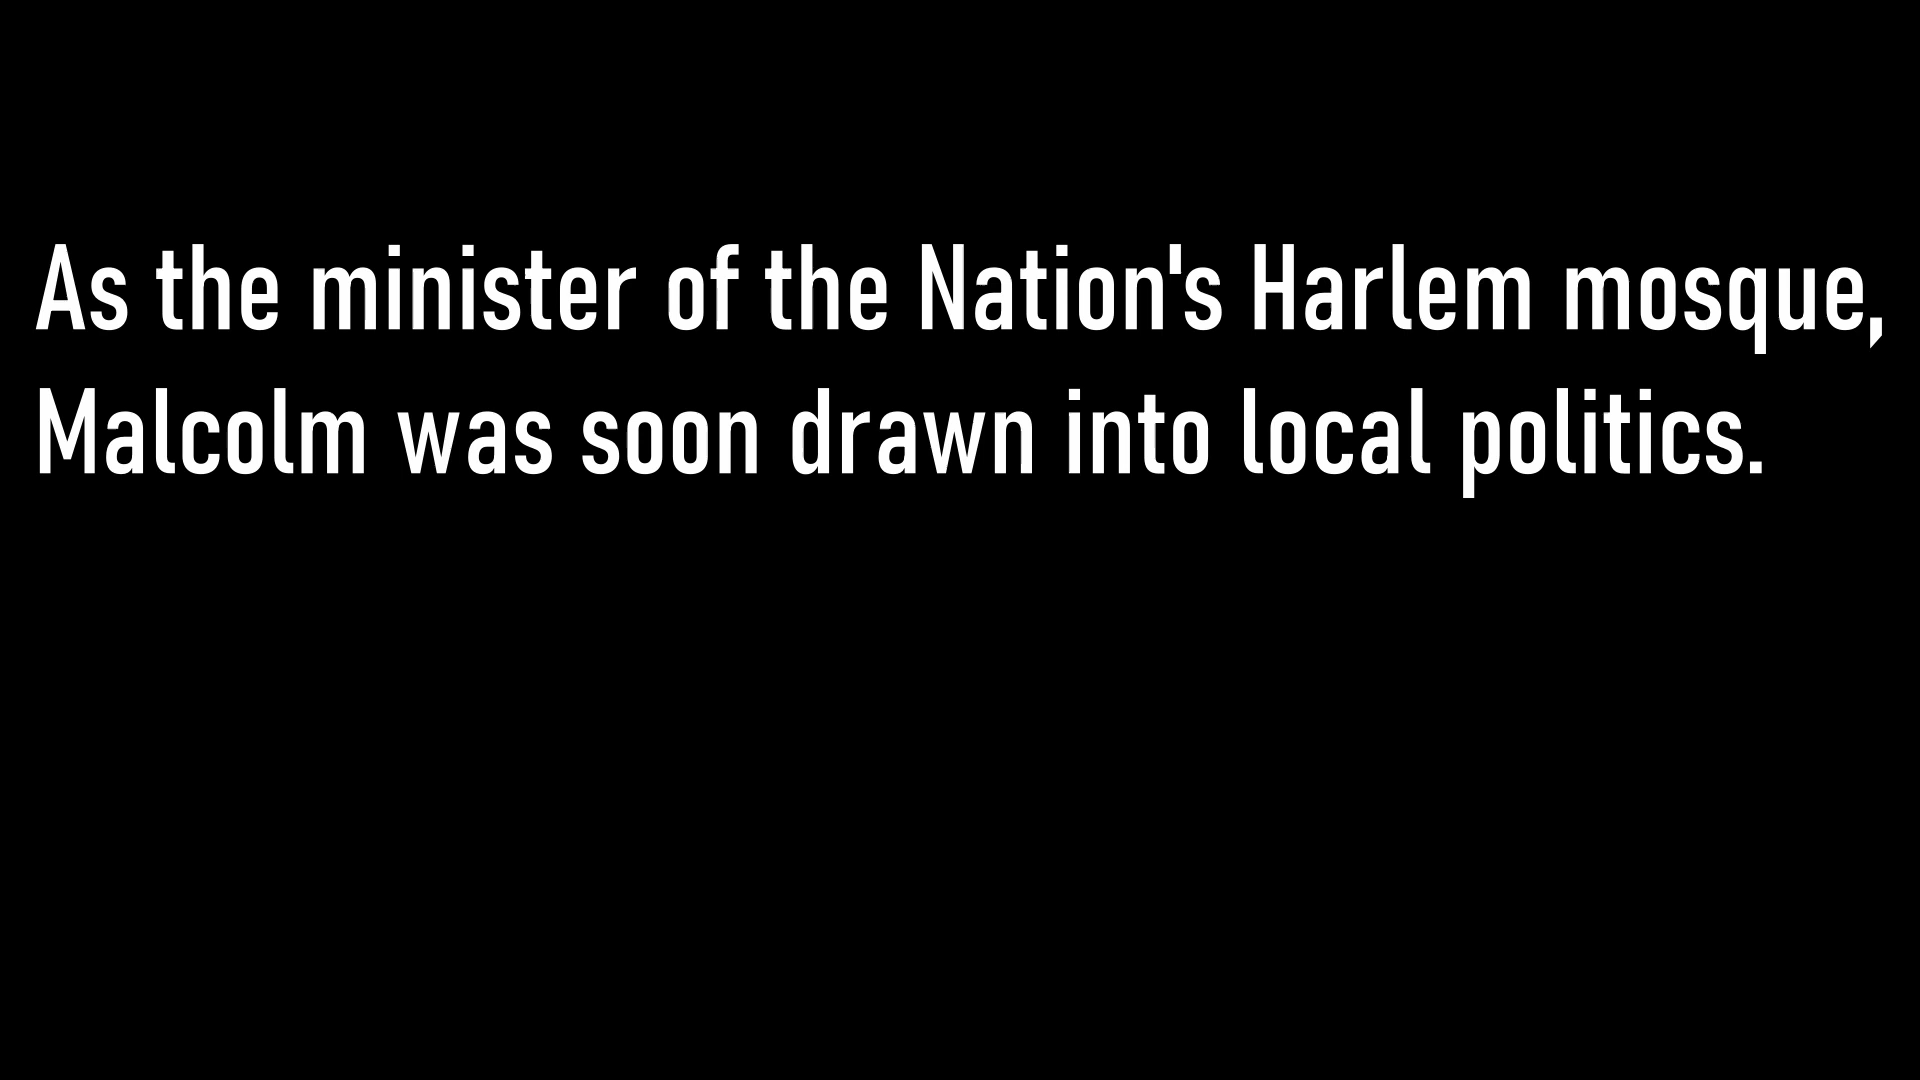 As the minister of the Nation's Harlem mosque,
Malcolm was soon drawn into local politics.